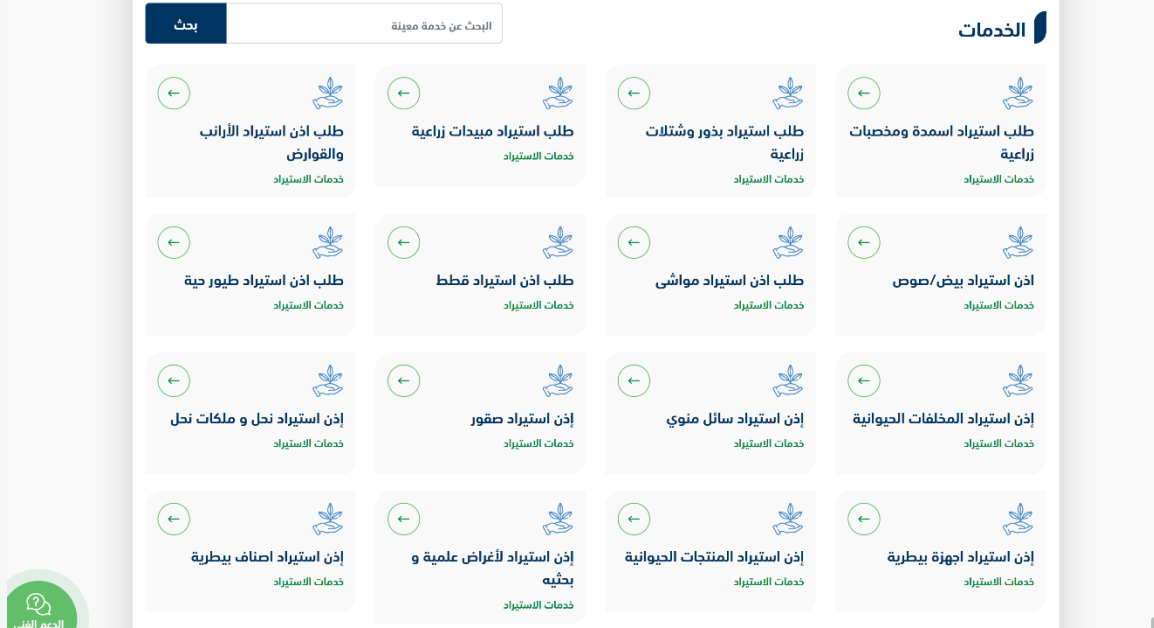 الخدمات
البحث عن خدمة معينة
بحث
طلب استيراد اسمدة ومخصبات
زراعية
خدمات الاستيراد
طلب استيراد بذور وشتلات
زراعية
خدمات الاستيراد
طلب استيراد مبيدات زراعية
خدمات الاستيراد
طلب اذن استيراد الأرانب
والقوارض
خدمات الاستيراد
اذن استيراد بيض/صوص
خدمات الاستيراد
طلب اذن استيراد مواشى
خدمات الاستيراد
طلب اذن استيراد قطط
خدمات الاستيراد
طلب اذن استيراد طيور حية
خدمات الاستيراد
إذن استيراد المخلفات الحيوانية
خدمات الاستيراد
إذن استيراد سائل منوي
خدمات الاستيراد
إذن استيراد صقور
خدمات الاستيراد
إذن استيراد نحل و ملكات نحل
خدمات الاستيراد
إذن استيراد اجهزة بيطرية
خدمات الاستيراد
إذن استيراد المنتجات الحيوانية
خدمات الاستيراد
إذن استيراد لأغراض علمية و
بحثيه
خدمات الاستيراد
إذن استيراد اصناف بيطرية
خدمات الاستيراد
الدعم الفني